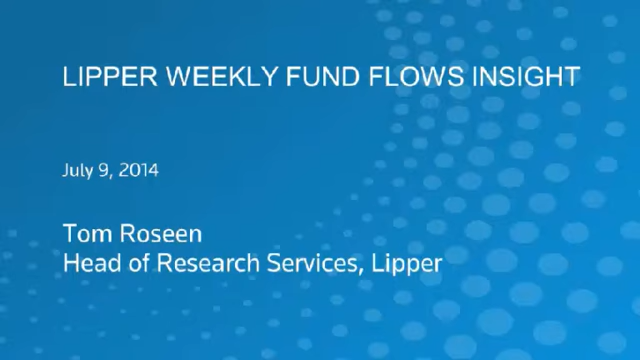 LIPPER WEEKLY FUND FLOWS INSIGHT
July 9, 2014
Tom Roseen
Head of Research Services, Lipper